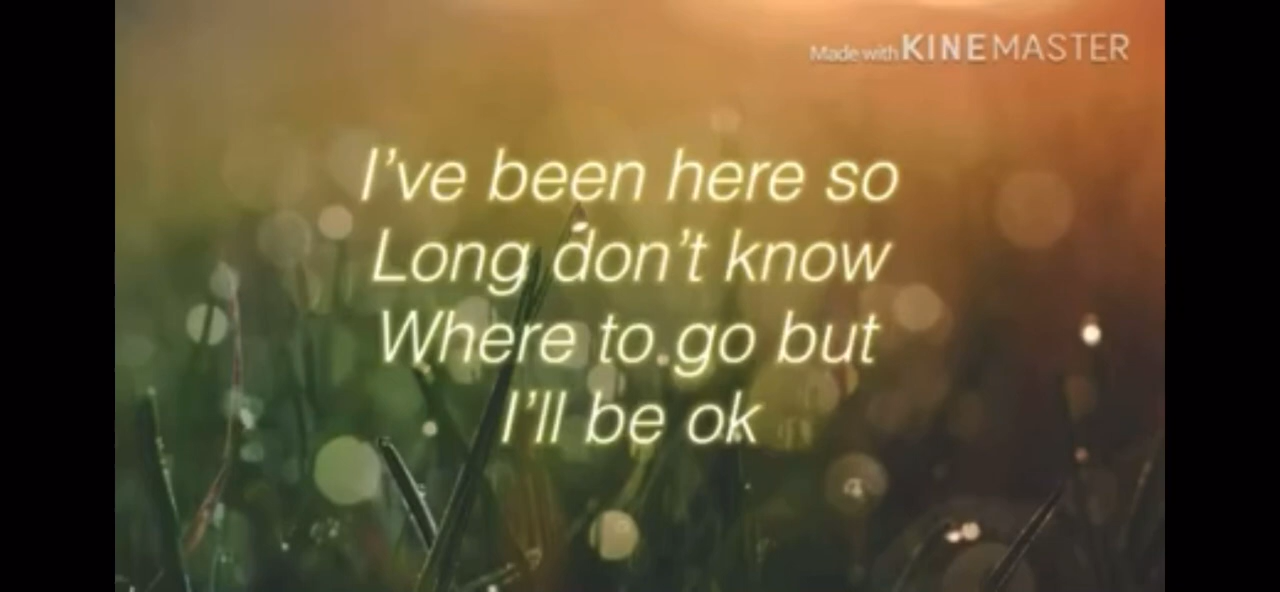 Made with KINEMASTER
I've been here so
Long don't know
Where to go but
I'll be ok